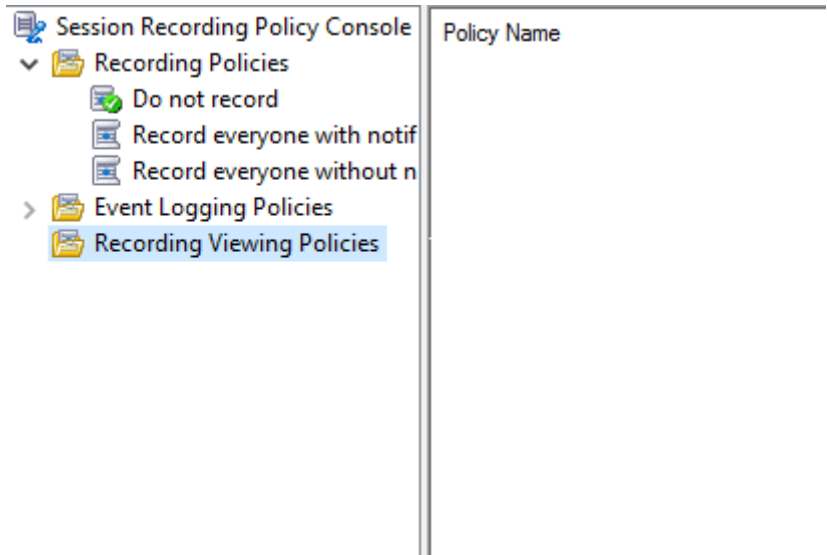 Session Recording Policy Console
Policy Name
Recording Policies
Do not record
Record everyone with notif
Record everyone without n
Event Logging Policies
Recording Viewing Policies